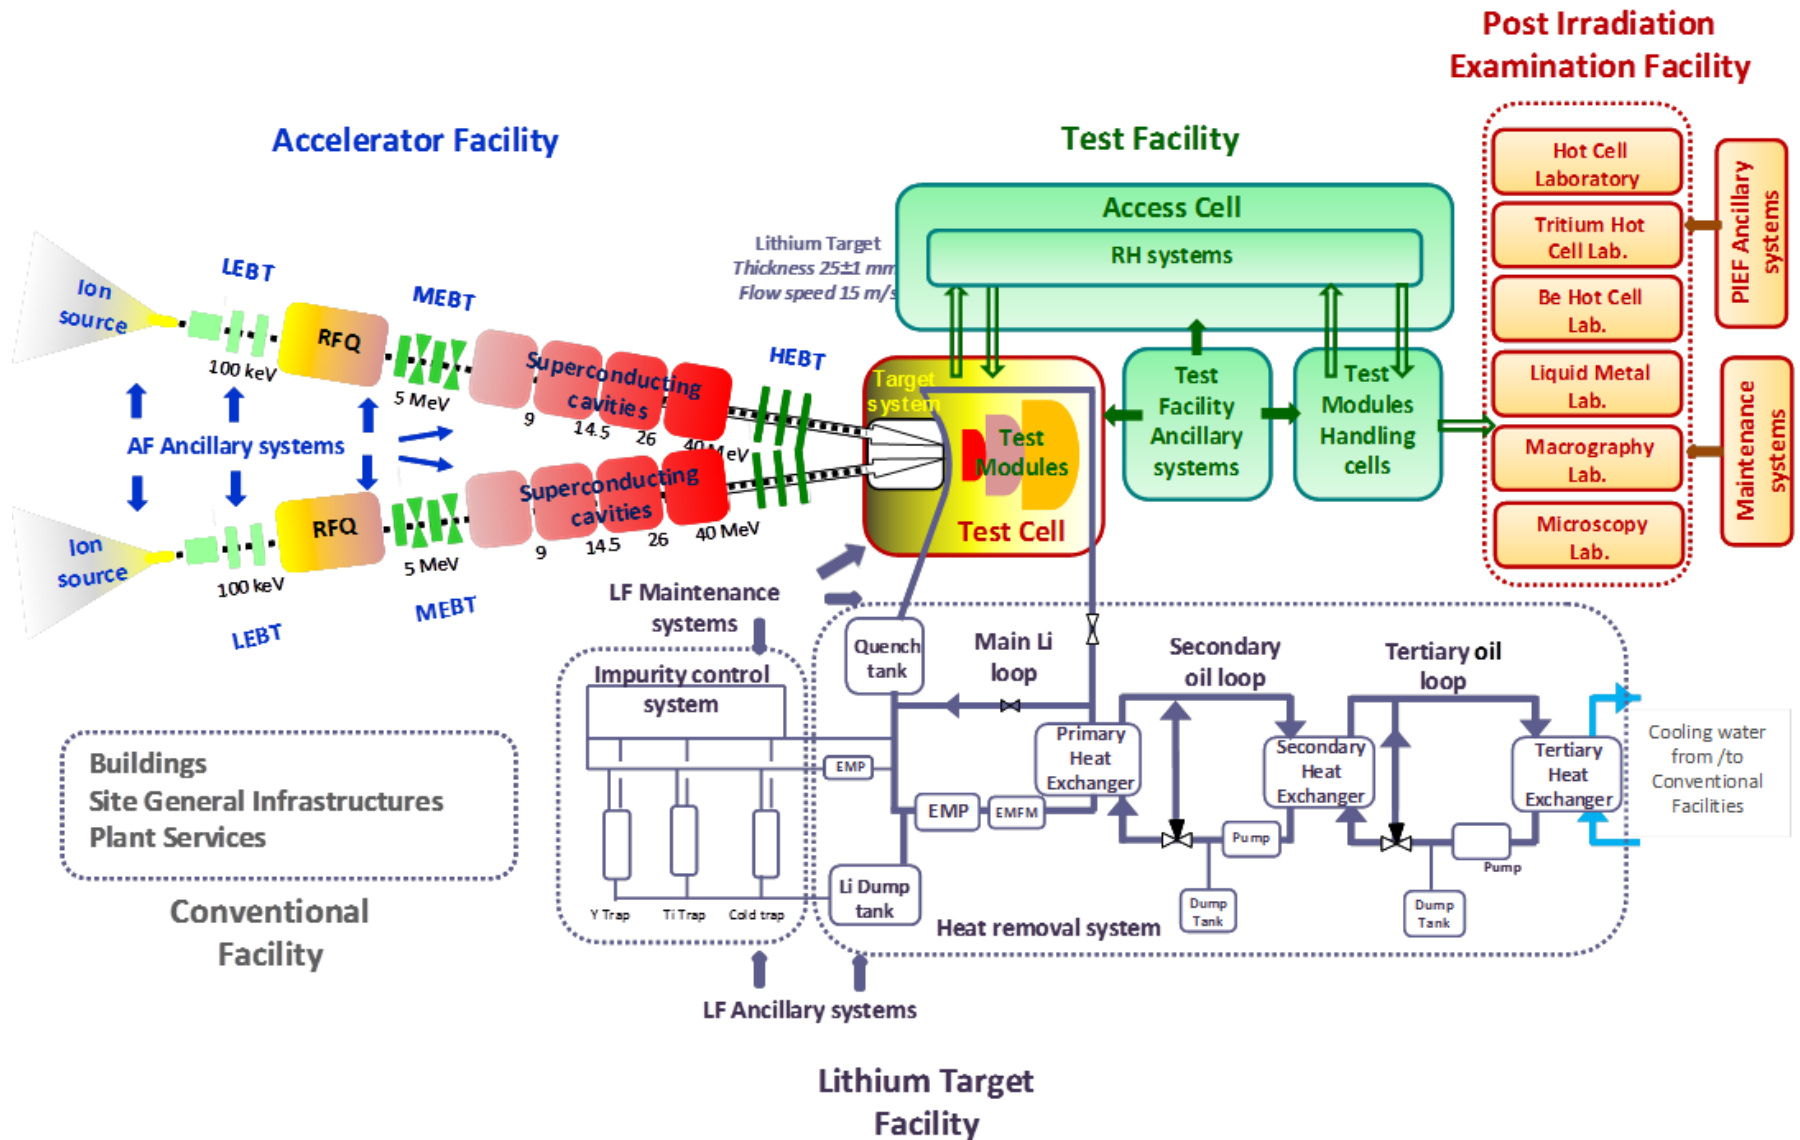 Post Irradiation
Examination Facility
Accelerator Facility
Test Facility
Hot Cell
Laboratory
Tritium Hot
Cell Lab.
Be Hot Cell
Lab.
Liquid Metal
Lab.
Macrography
Lab.
Microscopy
Lab.
PIEF Ancillary
systems
Maintenance
systems
Access Cell
RH systems
Lithium Target
Thickness 25±1 mm
Flow speed 15 m/s
Ion
source
LEBT
100 keV
RFQ
MEBT
5 MeV
Superconducting
cavities
9
14.5
26
40 MeV
HEBT
AF Ancillary systems
Ion
source
LEBT
100 keV
RFQ
MEBT
5 MeV
Superconducting
cavities
9
14.5
26
40 MeV
Target
system
Test
Modules
Test Cell
Test
Facility
Ancillary
systems
Test
Modules
Handling
cells
LF Maintenance
systems
Impurity control
system
Y Trap
Ti Trap
Cold trap
Quench
tank
Main Li
loop
EMP
EMP
EMFM
Li Dump
tank
Primary
Heat
Exchanger
Secondary
oil loop
Pump
Dump
Tank
Secondary
Heat
Exchanger
Tertiary oil
loop
Pump
Dump
Tank
Tertiary
Heat
Exchanger
Cooling water
from /to
Conventional
Facilities
Heat removal system
LF Ancillary systems
Buildings
Site General Infrastructures
Plant Services
Conventional
Facility
Lithium Target
Facility